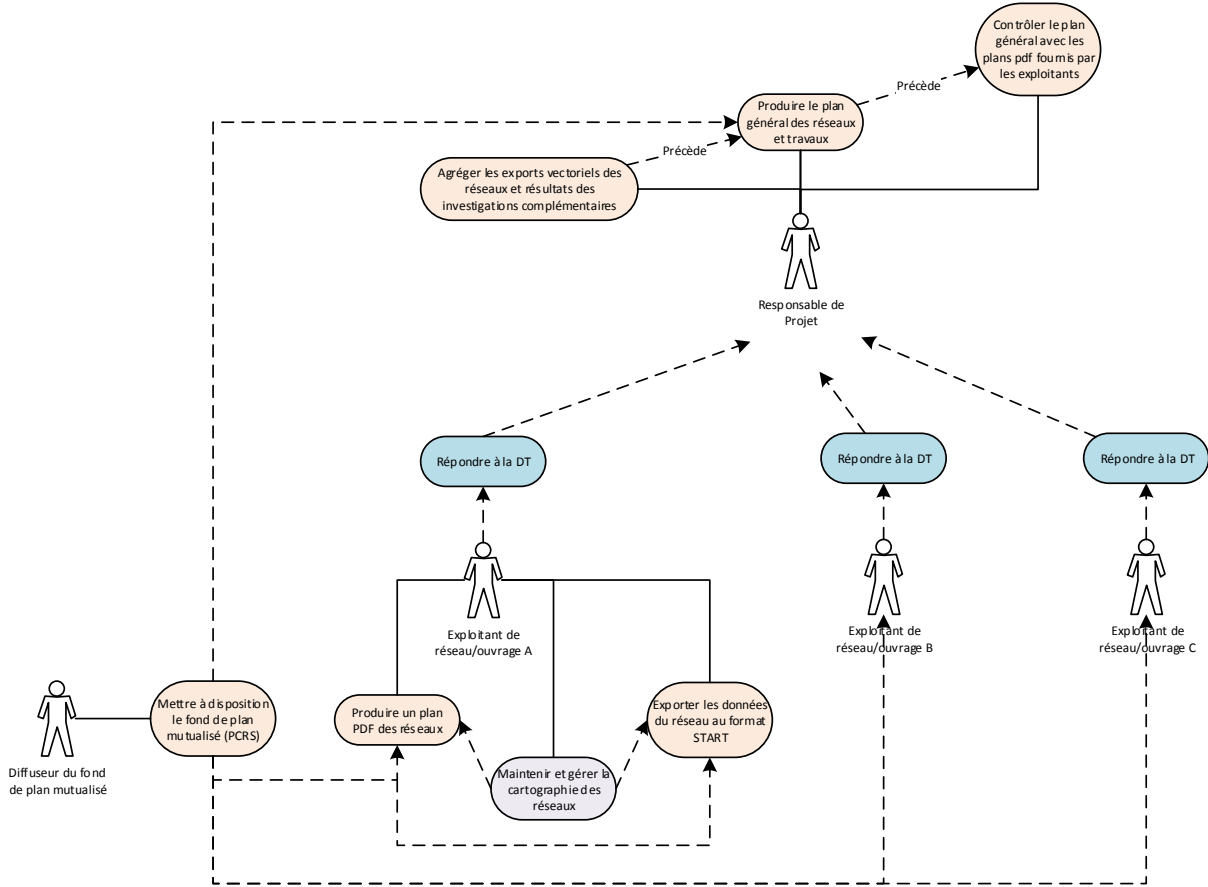 Contrôler le plan
général avec les
plans pdf fournis par
les exploitants
Précède
Produire le plan
général des réseaux
et travaux
Précède
Agréger les exports vectoriels des
réseaux et résultats des
investigations complémentaires
Responsable de
Projet
Répondre à la DT
Répondre à la DT
Répondre à la DT
Exploitant de
réseau/ouvrage A
Exploitant de
réseau/ouvrage B
Exploitant de
réseau/ouvrage C
Mettre à disposition
le fond de plan
mutualisé (PCRS)
Produire un plan
PDF des réseaux
Exporter les données
du réseau au format
START
Maintenir et gérer la
cartographie des
réseaux
Diffuseur du fond
de plan mutualisé